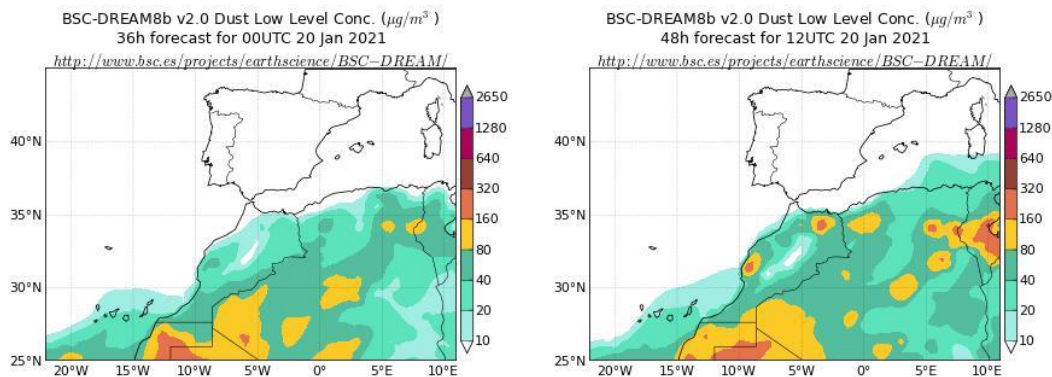 BSC-DREAM8b v2.0 Dust Low Level Conc. (μg/m³ )
36h forecast for 00UTC 20 Jan 2021
http://www.bsc.es/projects/earthscience/BSC−DREAM/
2650
1280
640
320
160
80
40
20
10
40°N
35°N
30°N
25°N
20°W
15°W
10°W
5°W
0°E
5°E
10°E
BSC-DREAM8b v2.0 Dust Low Level Conc. (μg/m³ )
48h forecast for 12UTC 20 Jan 2021
http://www.bsc.es/projects/earthscience/BSC−DREAM/
2650
1280
640
320
160
80
40
20
10
40°N
35°N
30°N
25°N
20°W
15°W
10°W
5°W
0°E
5°E
10°E